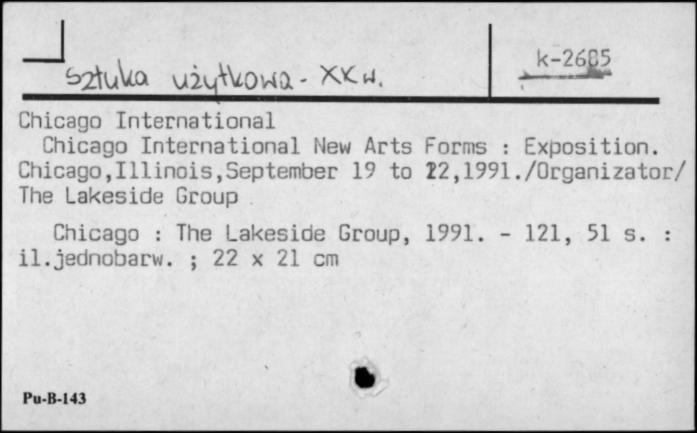 sztuka użytkowa - XX w.
k-2685
Chicago International
Chicago International New Arts Forms : Exposition.
Chicago,Illinois,September 19 to 22,1991./Organizator/
The Lakeside Group
Chicago : The Lakeside Group, 1991. - 121, 51 s. :
il.jednobarw. ; 22 x 21 cm
Pu-B-143